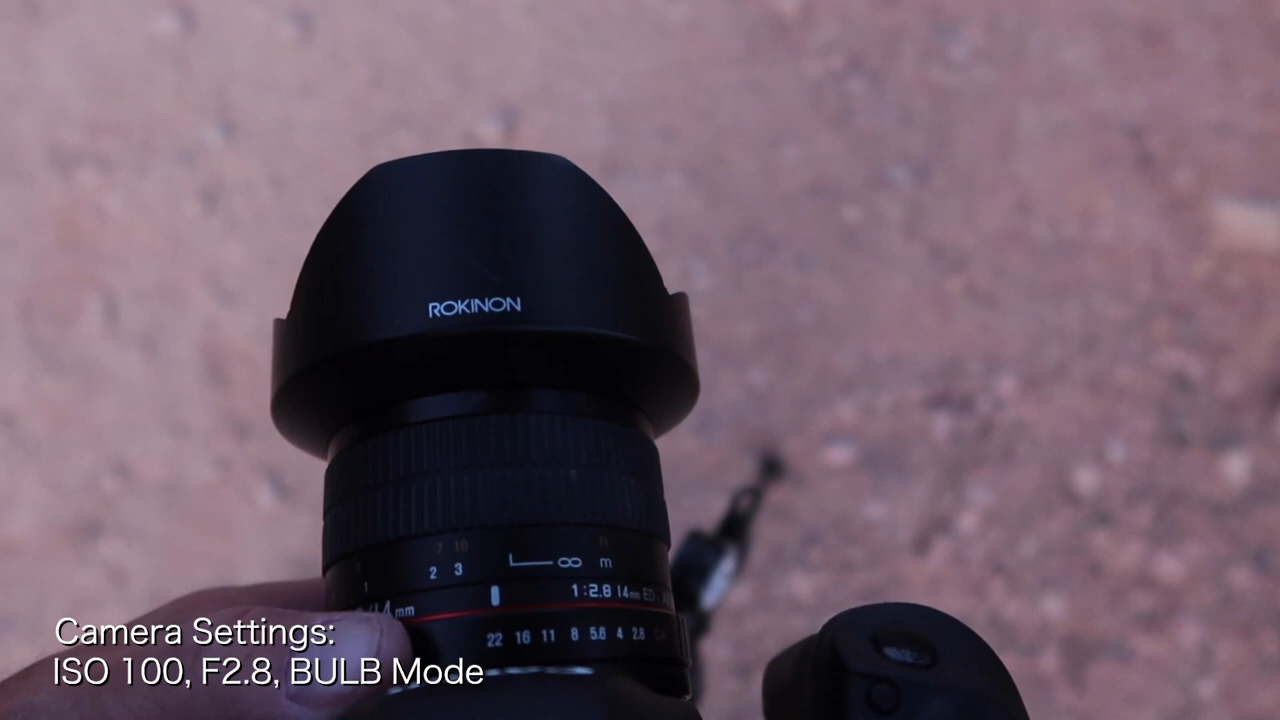 ROKINON
7 10 ft
1 2 3 ∞ m
14mm 1:2.8 14mm ED
22 16 11 8 5.6 4 2.8
Camera Settings:
ISO 100, F2.8, BULB Mode